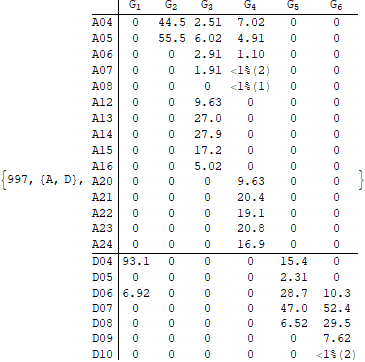 G₁ G₂ G₃ G₄ G₅ G₆
A04 0 44.5 2.51 7.02 0 0
A05 0 55.5 6.02 4.91 0 0
A06 0 0 2.91 1.10 0 0
A07 0 0 1.91 <1%(2) 0 0
A08 0 0 0 <1%(1) 0 0
A12 0 0 9.63 0 0 0
A13 0 0 27.0 0 0 0
A14 0 0 27.9 0 0 0
A15 0 0 17.2 0 0 0
A16 0 0 5.02 0 0 0
{997, {A, D}, A20 0 0 0 9.63 0 0 }
A21 0 0 0 20.4 0 0
A22 0 0 0 19.1 0 0
A23 0 0 0 20.8 0 0
A24 0 0 0 16.9 0 0
D04 93.1 0 0 0 15.4 0
D05 0 0 0 0 2.31 0
D06 6.92 0 0 0 28.7 10.3
D07 0 0 0 0 47.0 52.4
D08 0 0 0 0 6.52 29.5
D09 0 0 0 0 0 7.62
D10 0 0 0 0 0 <1%(2)